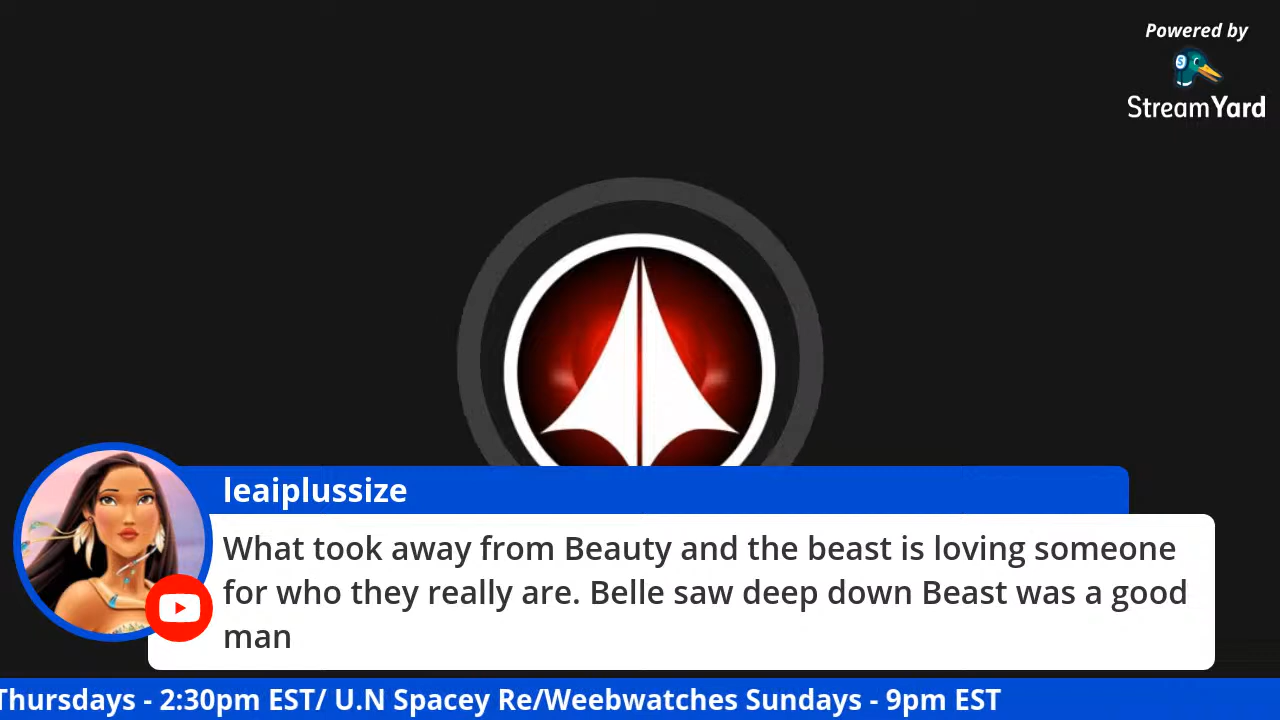 Powered by
StreamYard
leaiplussize
What took away from Beauty and the beast is loving someone
for who they really are. Belle saw deep down Beast was a good
man
Thursdays - 2:30pm EST/ U.N Spacey Re/Weebwatches Sundays - 9pm EST